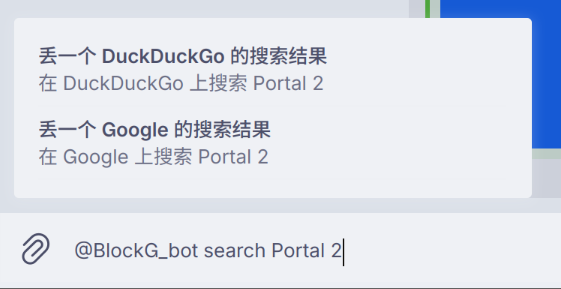 丢一个 DuckDuckGo 的搜索结果
在 DuckDuckGo 上搜索 Portal 2
丢一个 Google 的搜索结果
在 Google 上搜索 Portal 2
@BlockG_bot search Portal 2